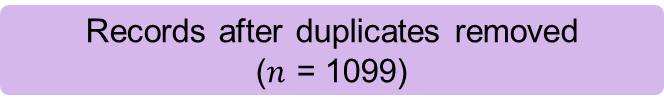 Records after duplicates removed
(n = 1099)